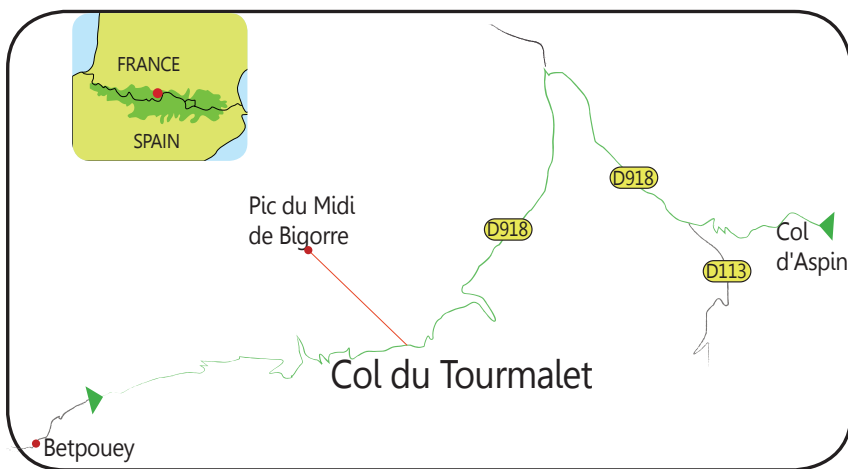 FRANCE
SPAIN
D918
Pic du Midi
de Bigorre
D918
Col
d'Aspin
D113
Col du Tourmalet
Betpouey